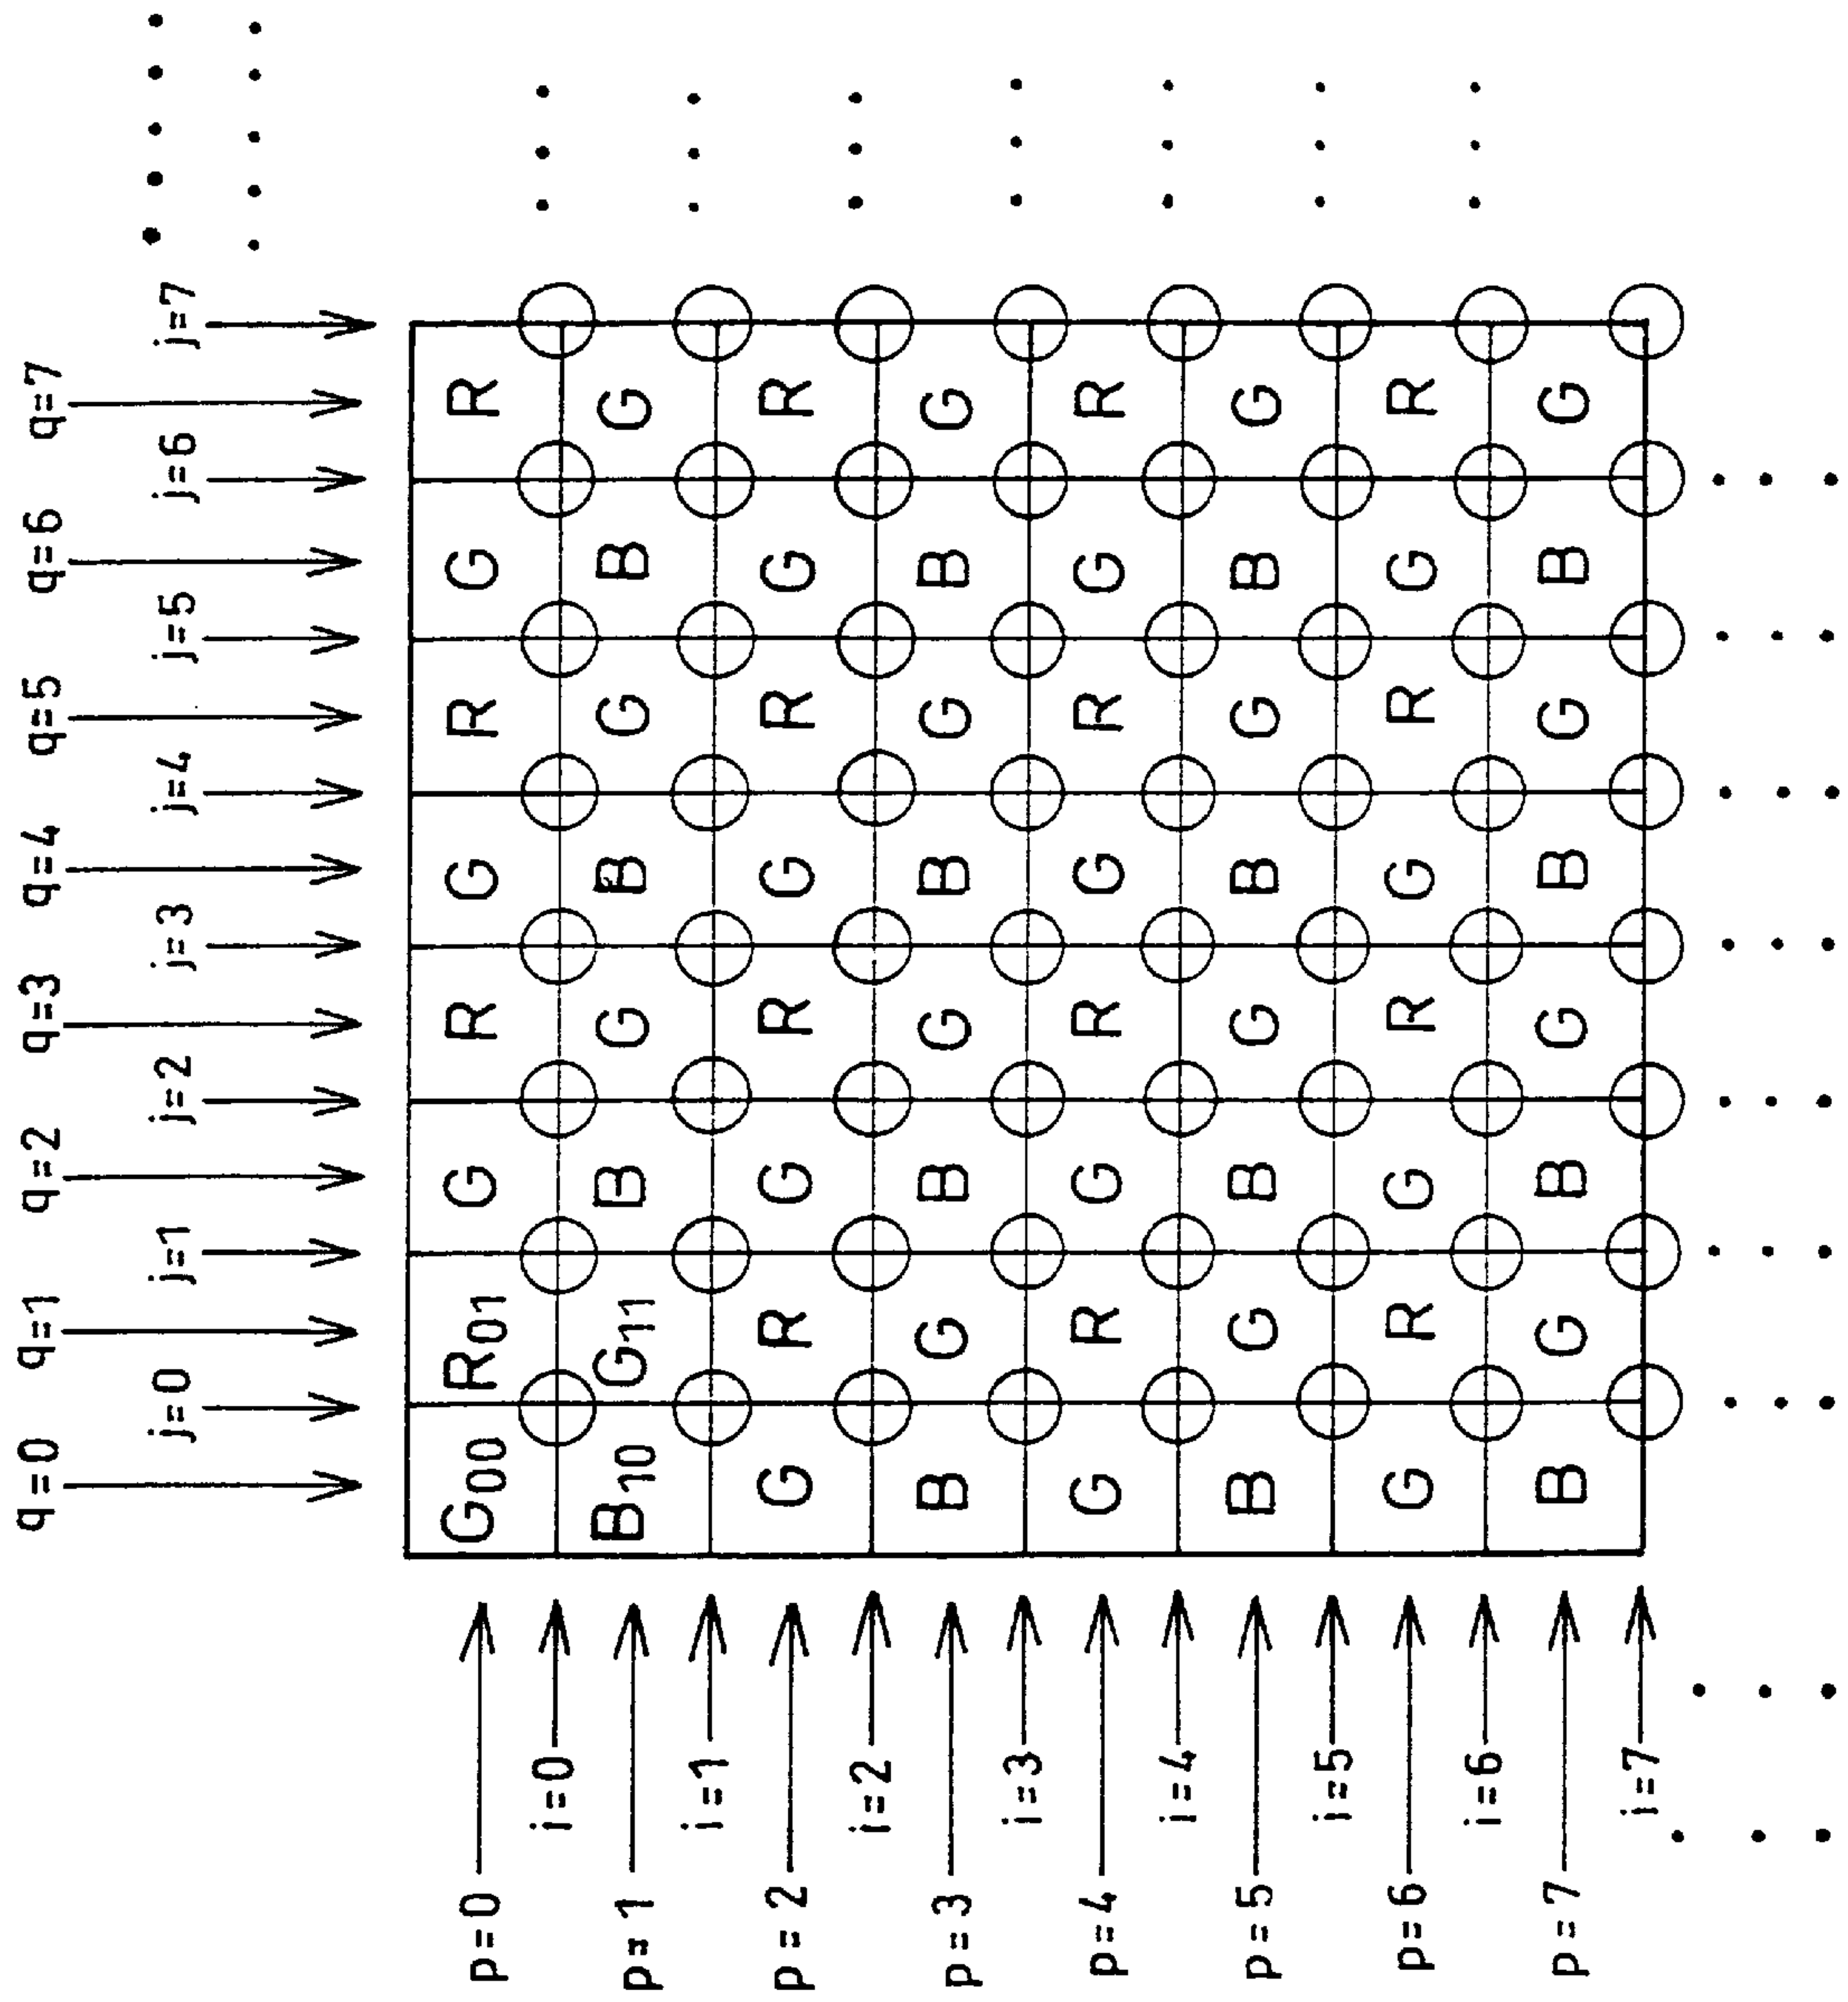 q=0 q=1 q=2 q=3 q=4 q=5 q=6 q=7
j=0 j=1 j=2 j=3 j=4 j=5 j=6 j=7
p=0 G00 R01 G R G R G R
i=0
p=1 B10 G11 B G B G B G
i=1
p=2 G R G R G R G R
i=2
p=3 B G B G B G B G
i=3
p=4 G R G R G R G R
i=4
p=5 B G B G B G B G
i=5
p=6 G R G R G R G R
i=6
p=7 B G B G B G B G
i=7